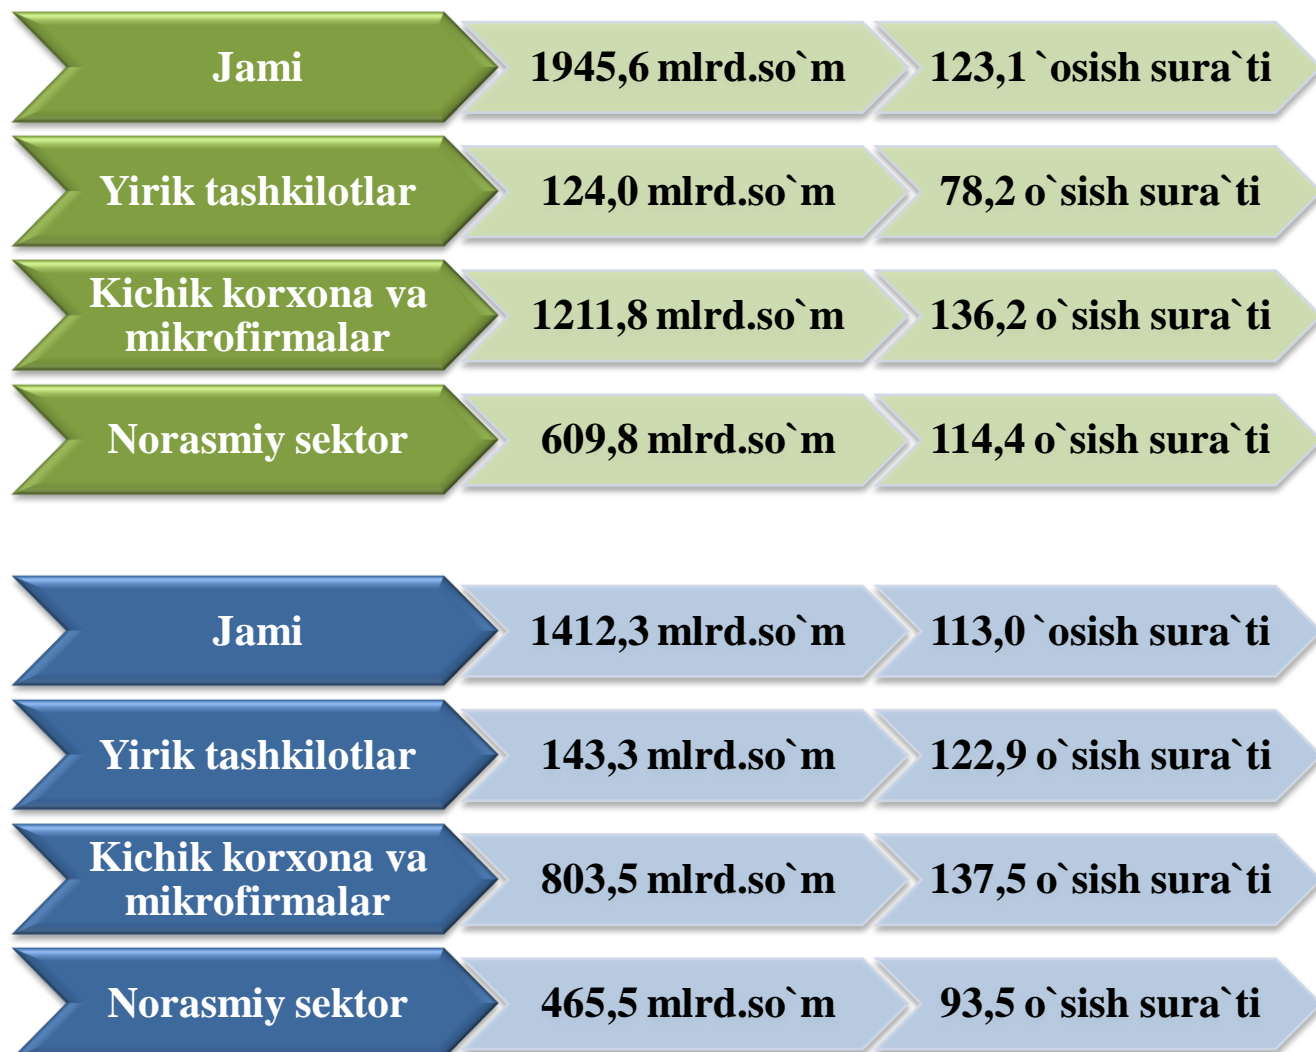 Jami
1945,6 mlrd.so`m
123,1 `osish sura`ti
Yirik tashkilotlar
124,0 mlrd.so`m
78,2 o`sish sura`ti
Kichik korxona va
mikrofirmalar
1211,8 mlrd.so`m
136,2 o`sish sura`ti
Norasmiy sektor
609,8 mlrd.so`m
114,4 o`sish sura`ti
Jami
1412,3 mlrd.so`m
113,0 `osish sura`ti
Yirik tashkilotlar
143,3 mlrd.so`m
122,9 o`sish sura`ti
Kichik korxona va
mikrofirmalar
803,5 mlrd.so`m
137,5 o`sish sura`ti
Norasmiy sektor
465,5 mlrd.so`m
93,5 o`sish sura`ti